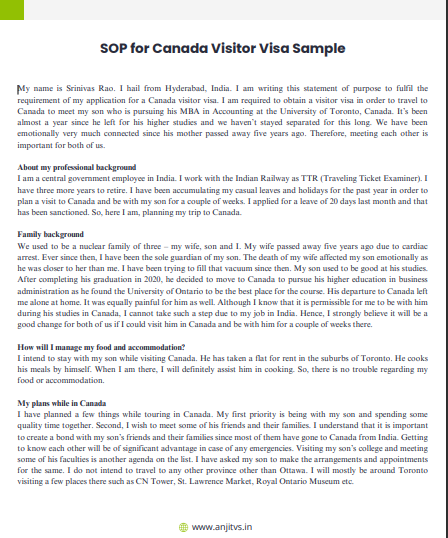 SOP for Canada Visitor Visa Sample
My name is Srinivas Rao. I hail from Hyderabad, India. I am writing this statement of purpose to fulfil the
requirement of my application for a Canada visitor visa. I am required to obtain a visitor visa in order to travel to
Canada to meet my son who is pursuing his MBA in Accounting at the University of Toronto, Canada. It's been
almost a year since he left for his higher studies and we haven't stayed separated for this long. We have been
emotionally very much connected since his mother passed away five years ago. Therefore, meeting each other is
important for both of us.
About my professional background
I am a central government employee in India. I work with the Indian Railway as TTR (Traveling Ticket Examiner). I
have three more years to retire. I have been accumulating my casual leaves and holidays for the past year in order to
plan a visit to Canada and be with my son for a couple of weeks. I applied for a leave of 20 days last month and that
has been sanctioned. So, here I am, planning my trip to Canada.
Family background
We used to be a nuclear family of three – my wife, son and I. My wife passed away five years ago due to cardiac
arrest. Ever since then, I have been the sole guardian of my son. The death of my wife affected my son emotionally as
he was closer to her than me. I have been trying to fill that vacuum since then. My son used to be good at his studies.
After completing his graduation in 2020, he decided to move to Canada to pursue his higher education in business
administration as he found the University of Ontario to be the best place for the course. His departure to Canada left
me alone at home. It was equally painful for him as well. Although I know that it is permissible for me to be with him
during his studies in Canada, I cannot take such a step due to my job in India. Hence, I strongly believe it will be a
good change for both of us if I could visit him in Canada and be with him for a couple of weeks there.
How will I manage my food and accommodation?
I intend to stay with my son while visiting Canada. He has taken a flat for rent in the suburbs of Toronto. He cooks
his meals by himself. When I am there, I will definitely assist him in cooking. So, there is no trouble regarding my
food or accommodation.
My plans while in Canada
I have planned a few things while touring in Canada. My first priority is being with my son and spending some
quality time together. Second, I wish to meet some of his friends and their families. I understand that it is important
to create a bond with my son's friends and their families since most of them have gone to Canada from India. Getting
to know each other will be of significant advantage in case of any emergencies. Visiting my son's college and meeting
some of his faculties is another agenda on the list. I have asked my son to make the arrangements and appointments
for the same. I do not intend to travel to any other province other than Ottawa. I will mostly be around Toronto
visiting a few places there such as CN Tower, St. Lawrence Market, Royal Ontario Museum etc.
www.anjitvs.in